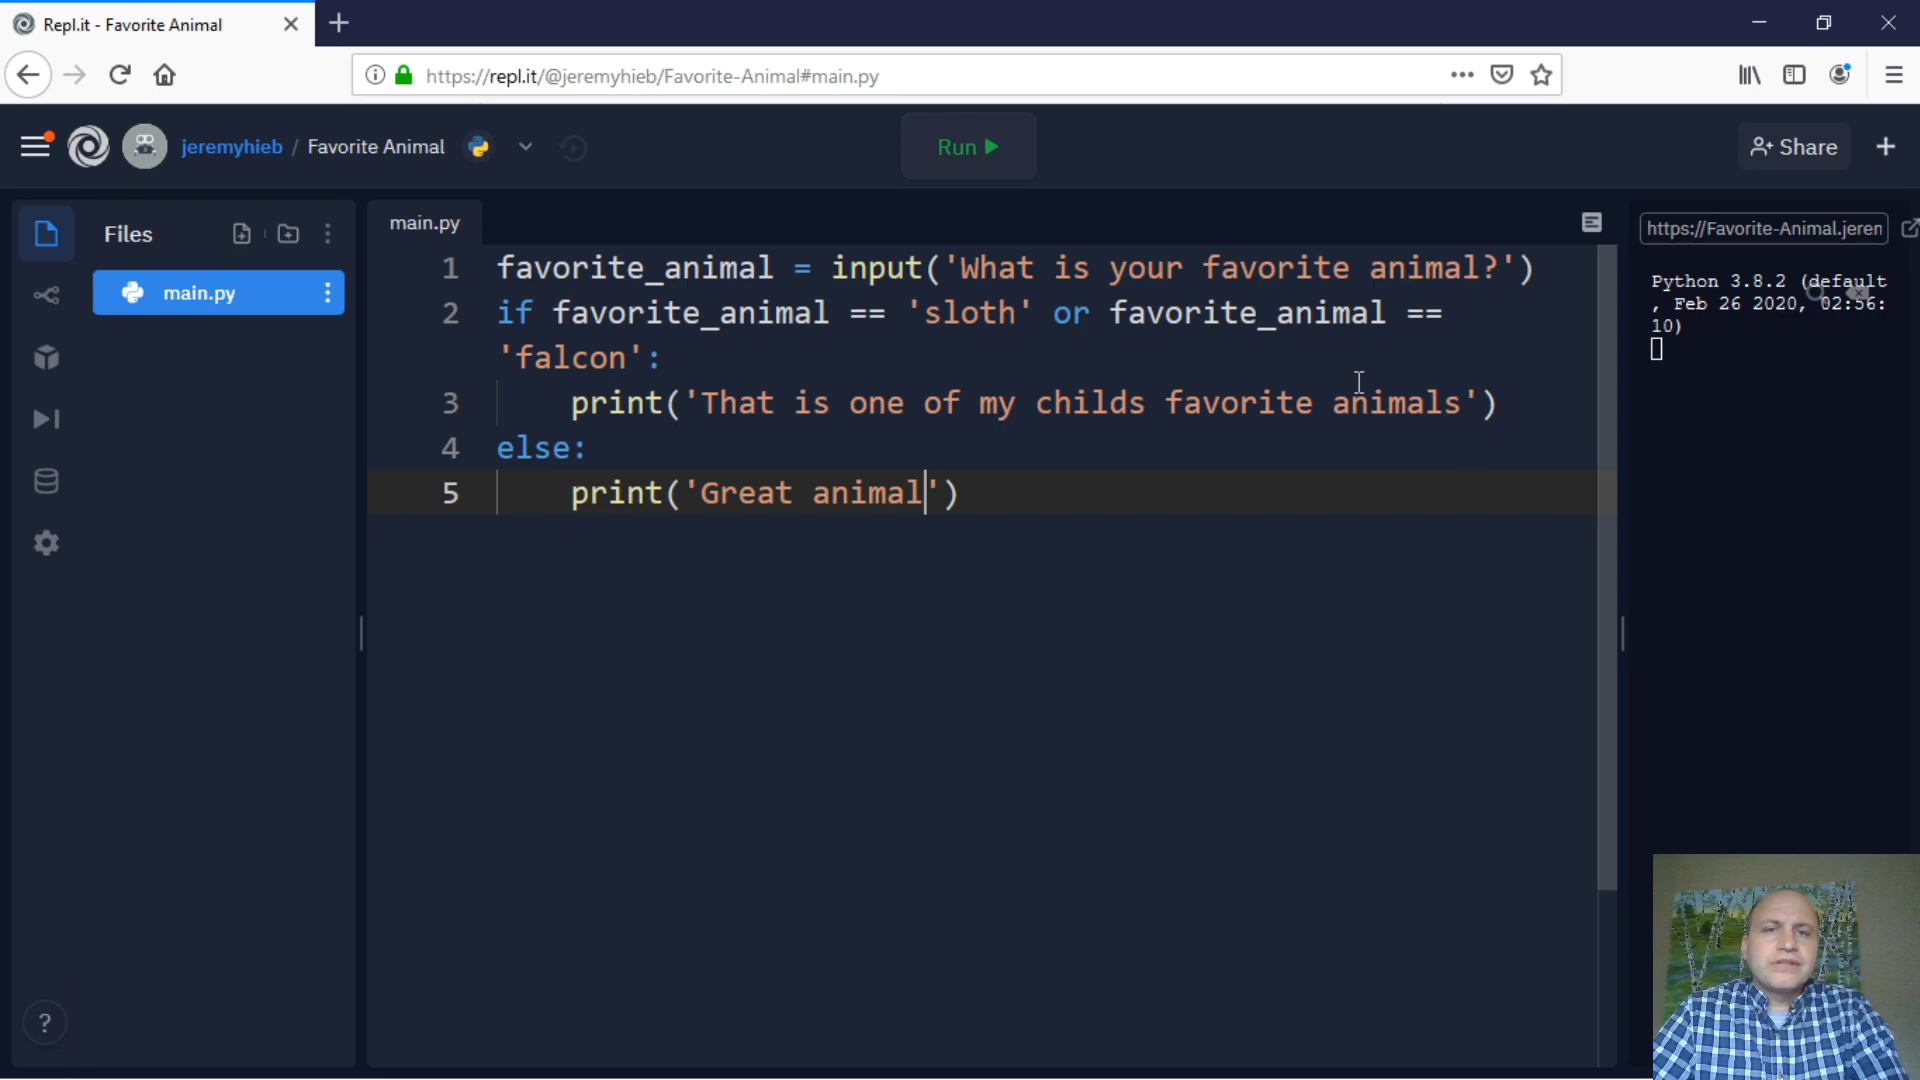 Repl.it - Favorite Animal
https://repl.it/@jeremyhieb/Favorite-Animal#main.py
jeremyhieb / Favorite Animal
Run
Share
Files
main.py
main.py
https://Favorite-Animal.jeren
1 favorite_animal = input('What is your favorite animal?')
2 if favorite_animal == 'sloth' or favorite_animal ==
'falcon':
3 print('That is one of my childs favorite animals')
4 else:
5 print('Great animal')
Python 3.8.2 (default
, Feb 26 2020, 02:56:
10)
?